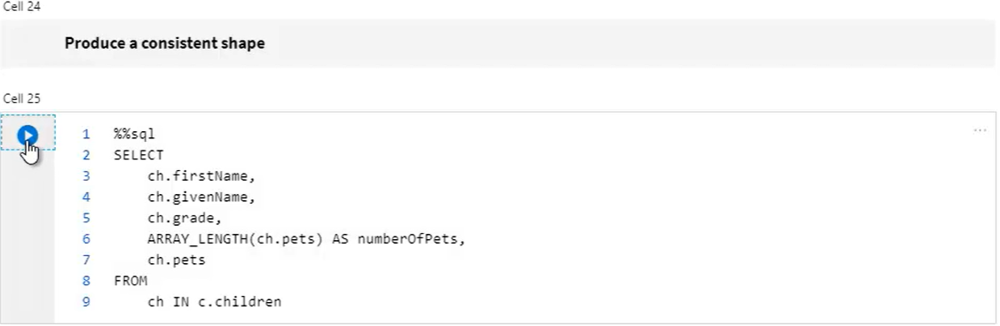 Cell 24
Produce a consistent shape
Cell 25
1 %%sql
2 SELECT
3 ch.firstName,
4 ch.givenName,
5 ch.grade,
6 ARRAY_LENGTH(ch.pets) AS numberOfPets,
7 ch.pets
8 FROM
9 ch IN c.children